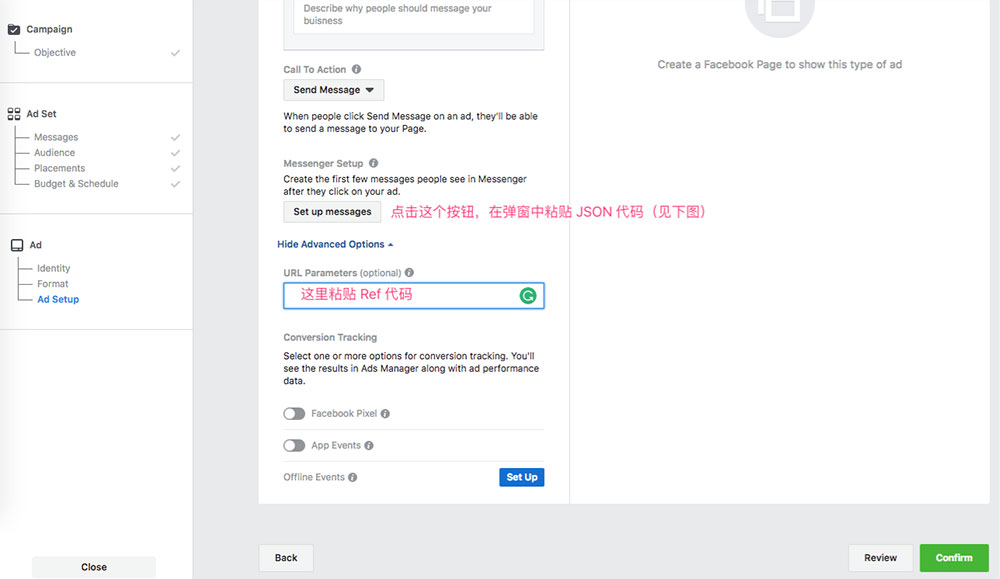 Campaign
Objective
Ad Set
Messages
Audience
Placements
Budget & Schedule
Ad
Identity
Format
Ad Setup
Close
Describe why people should message your
buisness
Call To Action
Send Message
When people click Send Message on an ad, they'll be able
to send a message to your Page.
Messenger Setup
Create the first few messages people see in Messenger
after they click on your ad.
Set up messages
点击这个按钮，在弹窗中粘贴 JSON 代码（见下图）
Hide Advanced Options
URL Parameters (optional)
这里粘贴 Ref 代码
Conversion Tracking
Select one or more options for conversion tracking. You'll
see the results in Ads Manager along with ad performance
data.
Facebook Pixel
App Events
Offline Events
Set Up
Create a Facebook Page to show this type of ad
Back
Review
Confirm